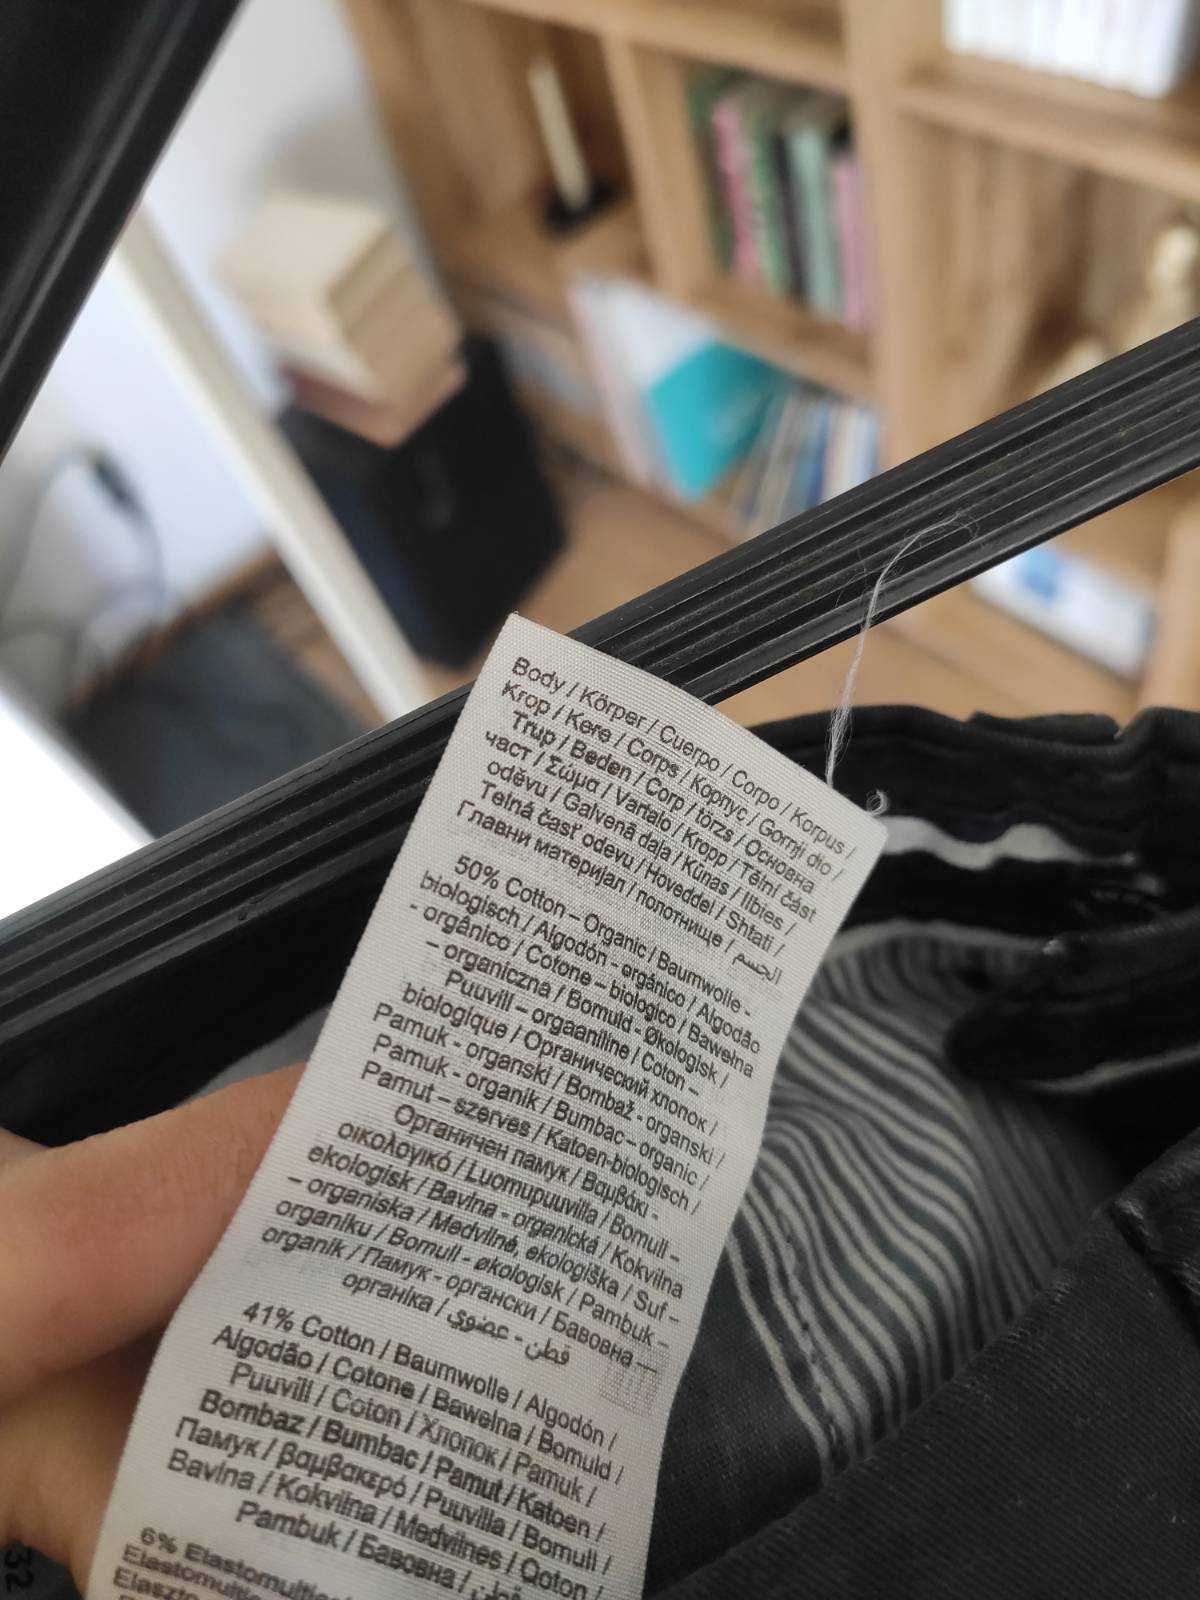 Body / Körper / Cuerpo / Corpo / Korpus /
Krop / Kere / Corps / Корпус / Gornji dio /
Trup / Beden / Corp / törzs / Основна
част / Σώμα / Vartalo / Kropp / Tělní část
oděvu / Galvenā daļa / Kūnas / Ilbies /
Telná časť odevu / Hoveddel / Shtati /
Главни материјал / полотнище / الجسم
50% Cotton – Organic / Baumwolle -
biologisch / Algodón - orgánico / Algodão
- orgânico / Cotone – biologico / Bawełna
– organiczna / Bomuld - Økologisk /
Puuvill – orgaaniline / Coton –
biologique / Органический хлопок /
Pamuk - organski / Bombaž - organski /
Pamuk - organik / Bumbac – organic /
Pamut – szerves / Katoen-biologisch /
Органичен памук / Βαμβάκι -
οικολογικό / Luomupuuvilla / Bomull –
ekologisk / Bavlna - organická / Kokvilna
– organiska / Medvilnė, ekologiška / Suf –
organiku / Bomull - økologisk / Pambuk –
organik / Памук - органски / Бавовна —
органіка / قطن - عضوي
41% Cotton / Baumwolle / Algodón /
Algodão / Cotone / Bawełna / Bomuld /
Puuvill / Coton / Хлопок / Pamuk /
Bombaz / Bumbac / Pamut / Katoen /
Памук / βαμβακερό / Puuvilla / Bomull /
Bavlna / Kokvilna / Medvilnės / Qoton /
Pambuk / Бавовна / قطن
6% Elastomultie
Elastomulti
Elaszto
32